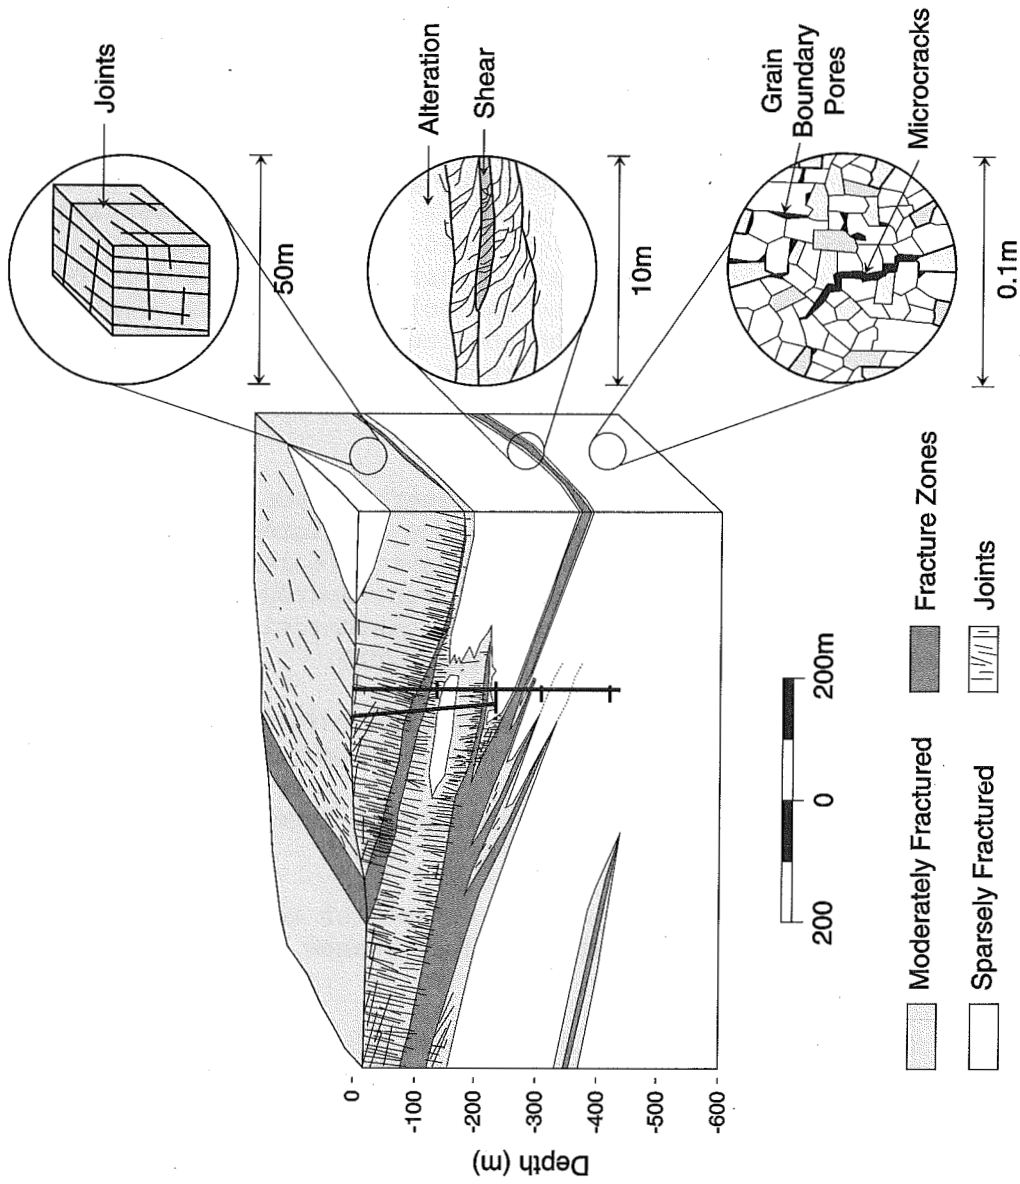 Joints
50m
Alteration
Shear
10m
Grain
Boundary
Pores
Microcracks
0.1m
Depth (m)
0
-100
-200
-300
-400
-500
-600
200
0
200m
Moderately Fractured
Fracture Zones
Sparsely Fractured
Joints